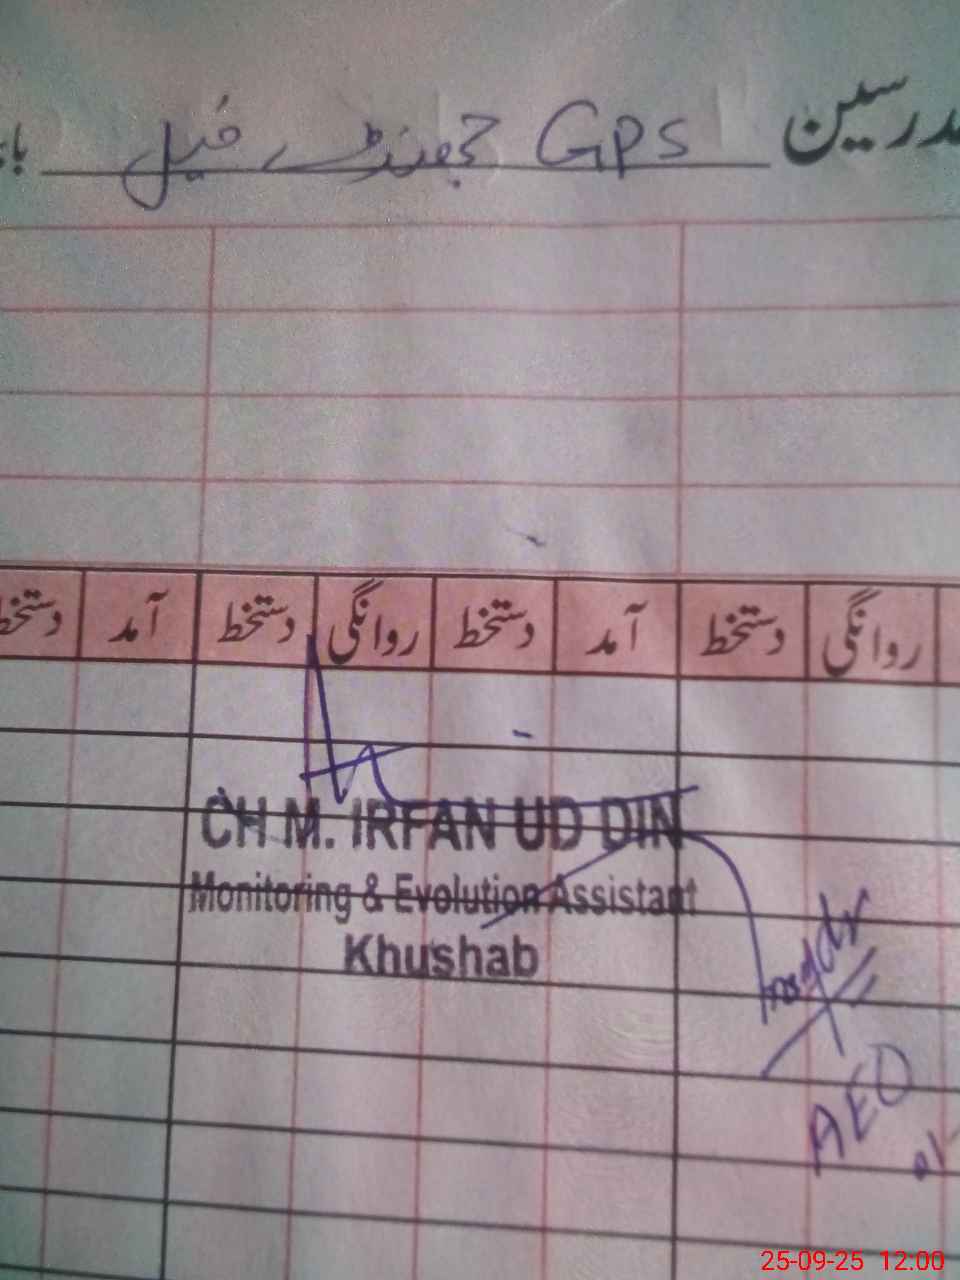 مدرسین GPS جھنڈے خیل
دستخط آمد دستخط روانگی دستخط آمد دستخط روانگی
CH M. IRFAN UD DIN
Monitoring & Evolution Assistant
Khushab
AEO
25-09-25 12.00